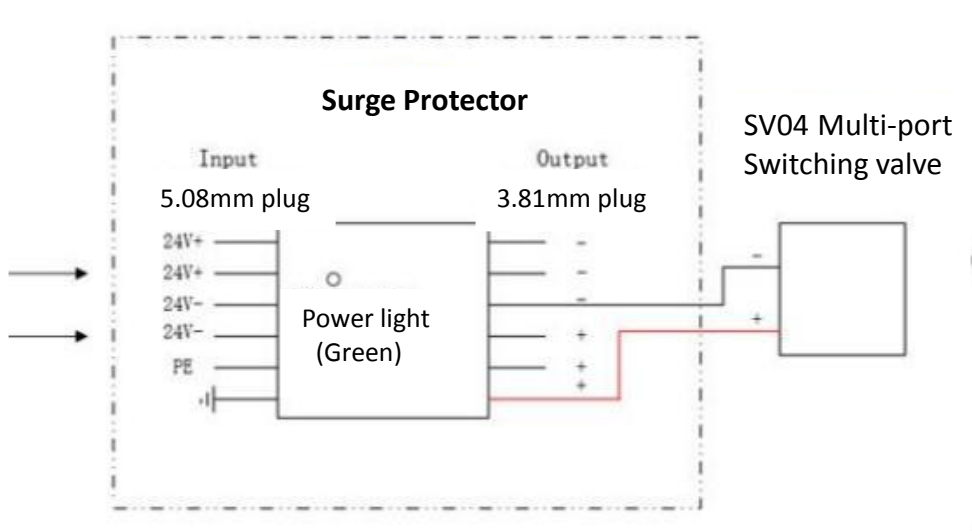 Surge Protector
SV04 Multi-port
Switching valve
Input
Output
5.08mm plug
3.81mm plug
24V+
-
24V+
-
24V-
-
24V-
+
PE
+
+
Power light
(Green)
-
+